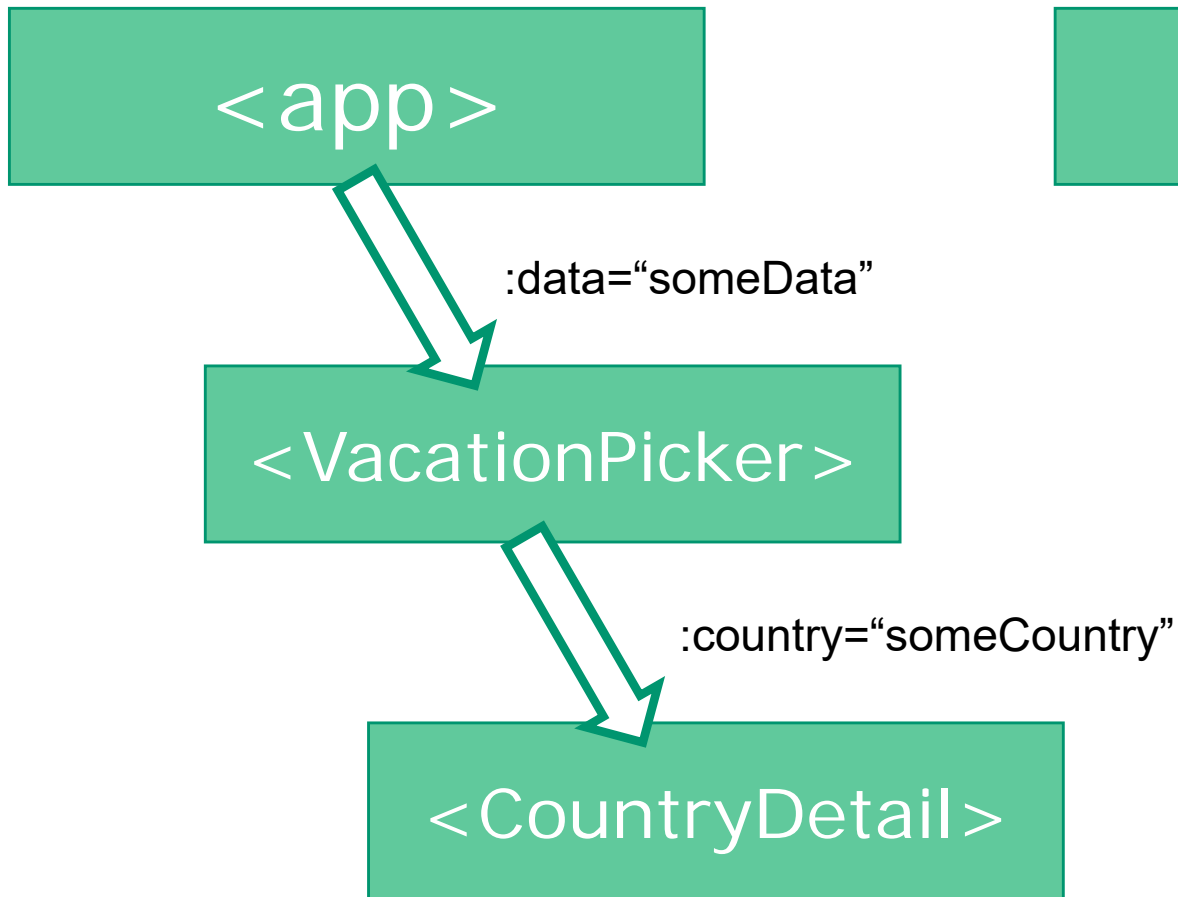 <app>
:data=“someData”
<VacationPicker>
:country=“someCountry”
<CountryDetail>